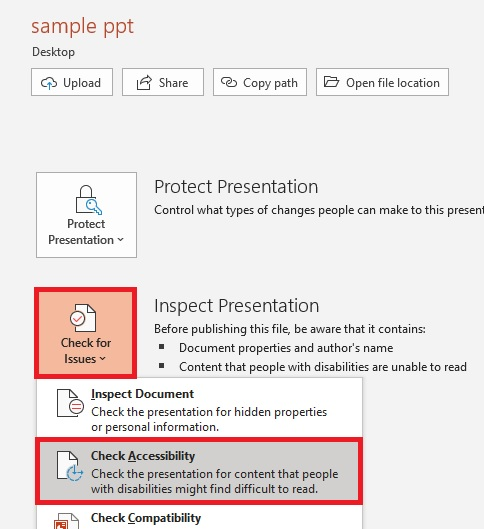 sample ppt
Desktop
Upload
Share
Copy path
Open file location
Protect
Presentation
Protect Presentation
Control what types of changes people can make to this present
Check for
Issues
Inspect Presentation
Before publishing this file, be aware that it contains:
Document properties and author's name
Content that people with disabilities are unable to read
Inspect Document
Check the presentation for hidden properties
or personal information.
Check Accessibility
Check the presentation for content that people
with disabilities might find difficult to read.
Check Compatibility